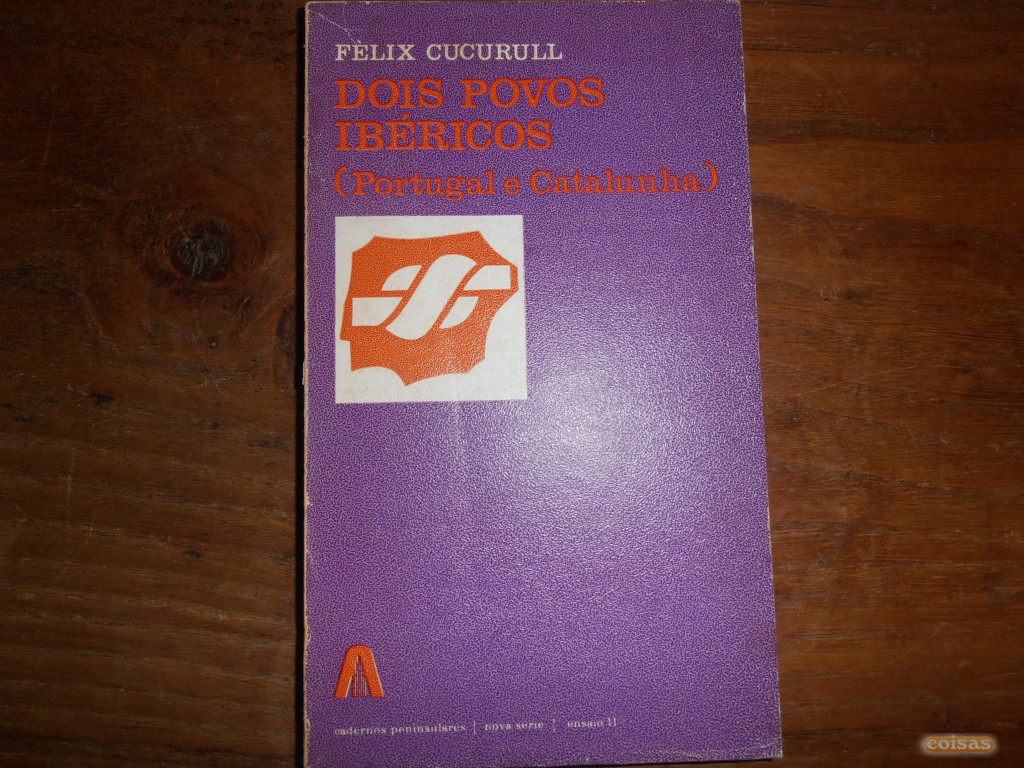 FÈLIX CUCURULL
DOIS POVOS
IBÉRICOS
(Portugal e Catalunha)
cadernos peninsulares | nova série | ensaio 11
coisas